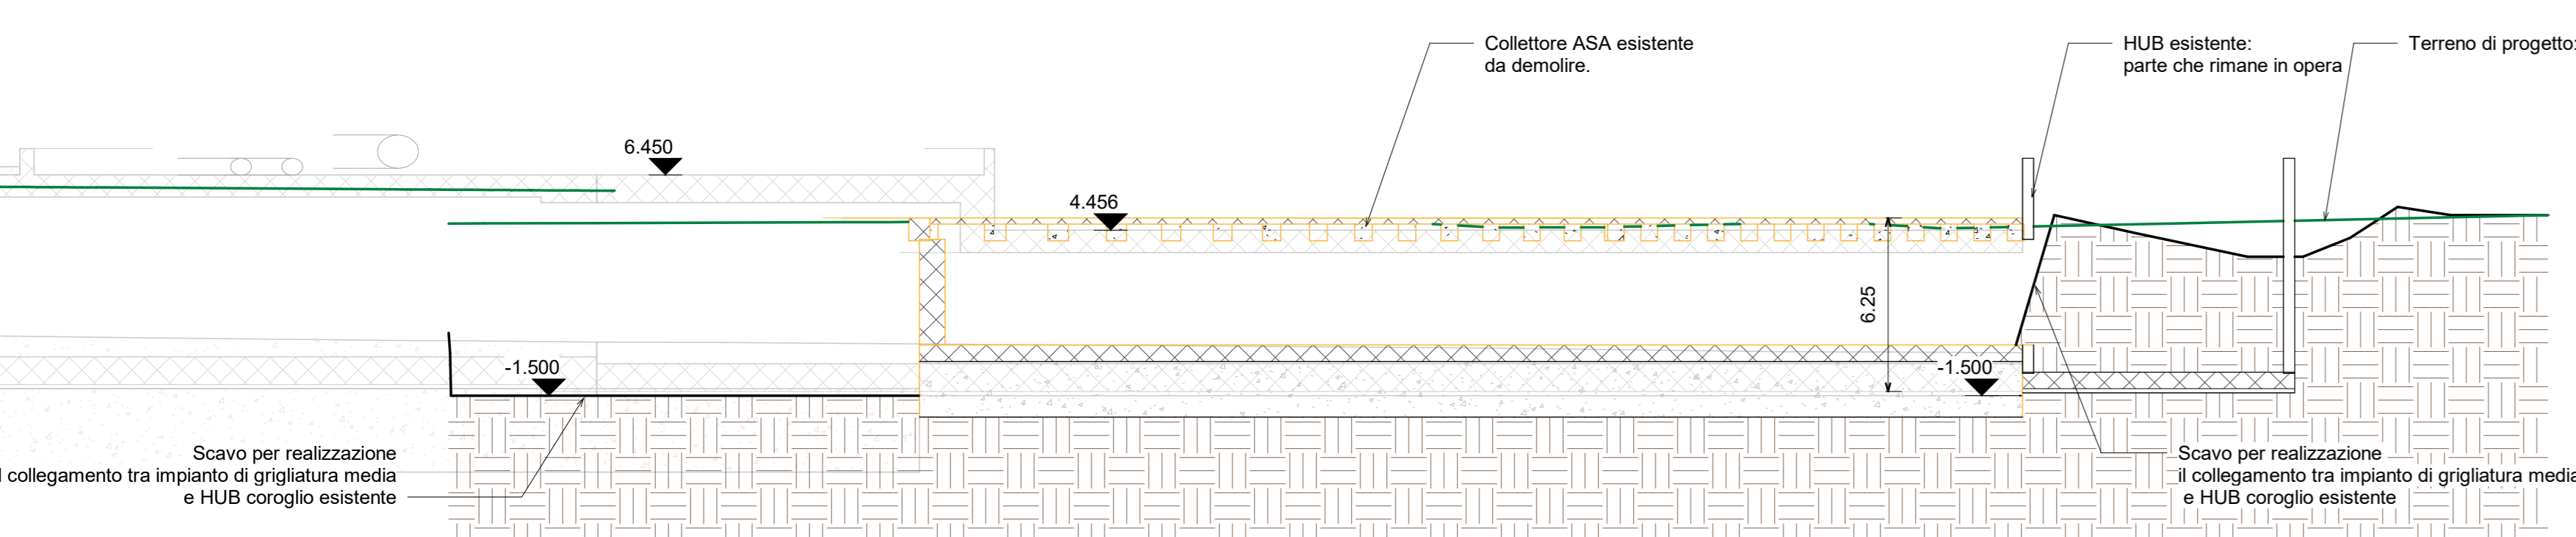 Collettore ASA esistente
da demolire.
HUB esistente:
parte che rimane in opera
Terreno di progetto:
6.450
4.456
6.25
-1.500
-1.500
Scavo per realizzazione
l collegamento tra impianto di grigliatura media
e HUB coroglio esistente
Scavo per realizzazione
il collegamento tra impianto di grigliatura media
e HUB coroglio esistente